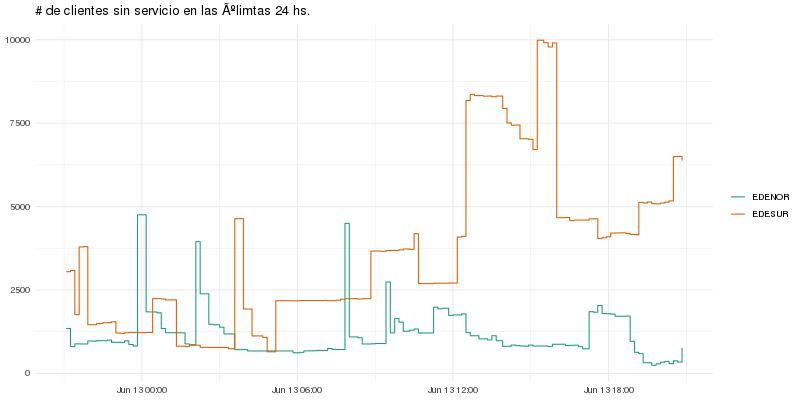 # de clientes sin servicio en las Ãºlimtas 24 hs.
10000
7500
5000
2500
0
Jun 13 00:00
Jun 13 06:00
Jun 13 12:00
Jun 13 18:00
EDENOR
EDESUR